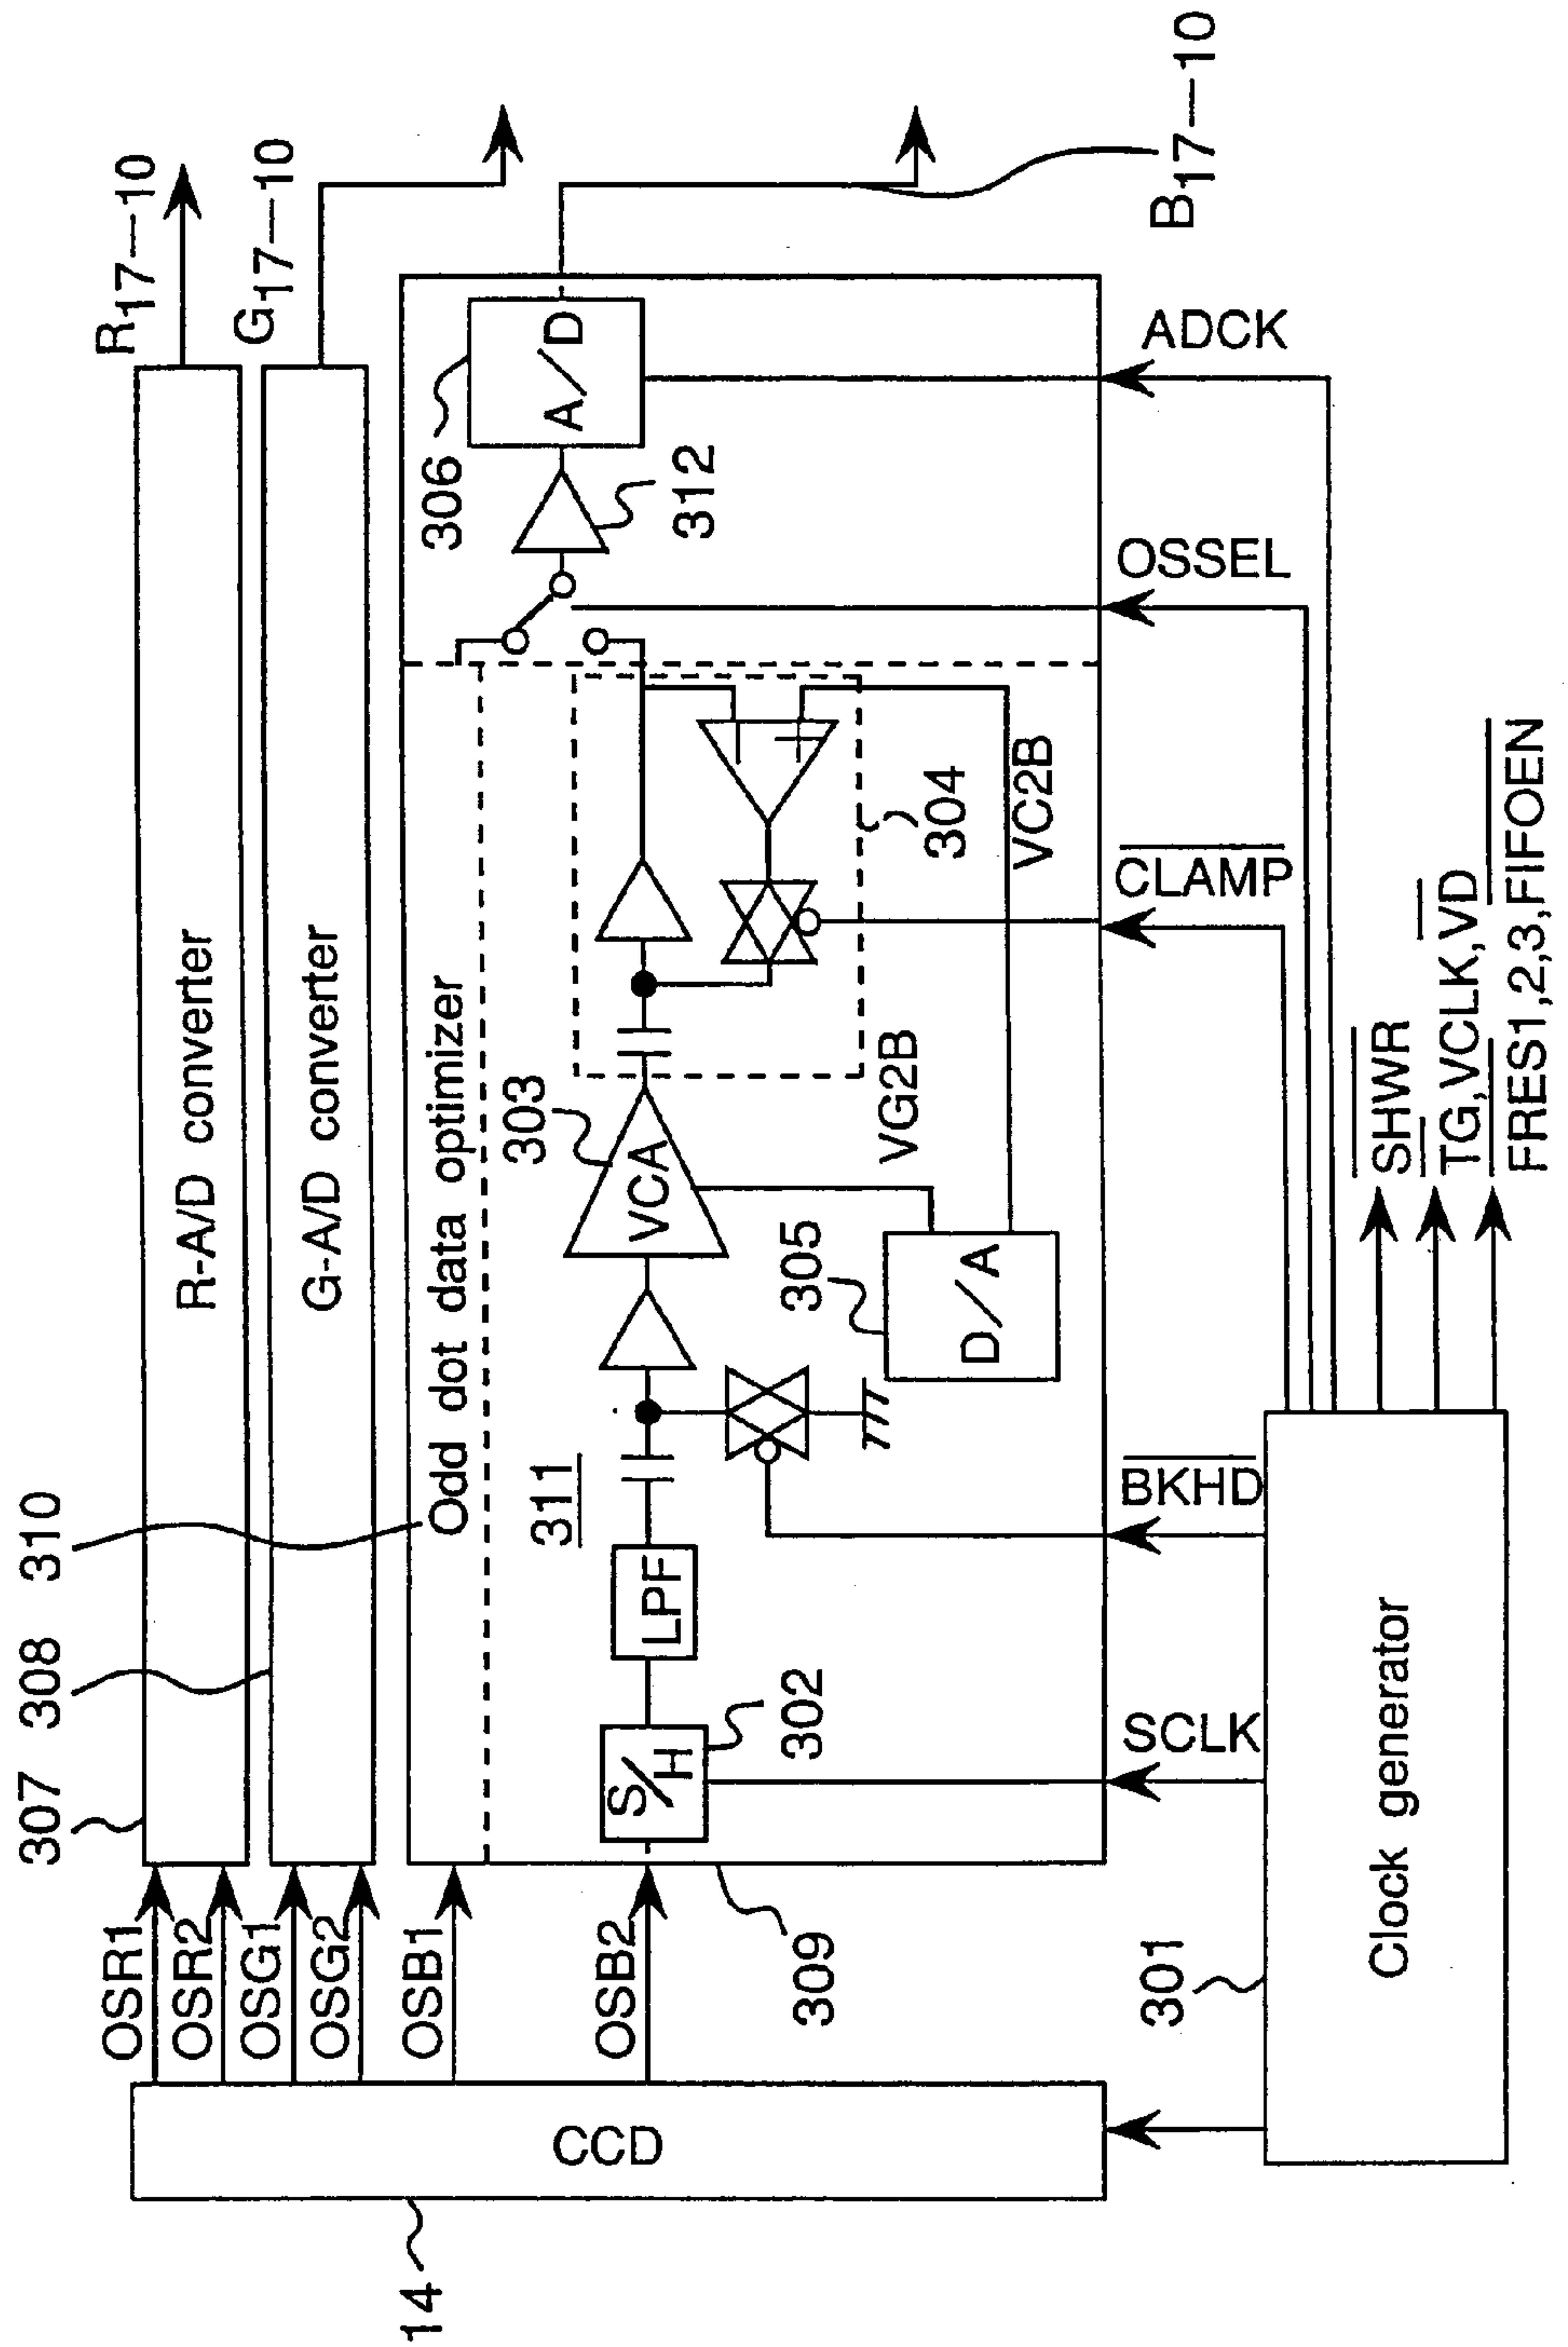 307 308 310
R17—10
G17—10
R-A/D converter
G-A/D converter
Odd dot data optimizer
OSR1
OSR2
OSG1
OSG2
OSB1
OSB2
311
303
306
A/D
312
S/H
LPF
VCA
302
305
D/A
VG2B
304
VC2B
B17—10
309
CCD
14
SCLK
BKHD
CLAMP
OSSEL
ADCK
301
Clock generator
SHWR
TG,VCLK,VD
FRES1,2,3,FIFOEN